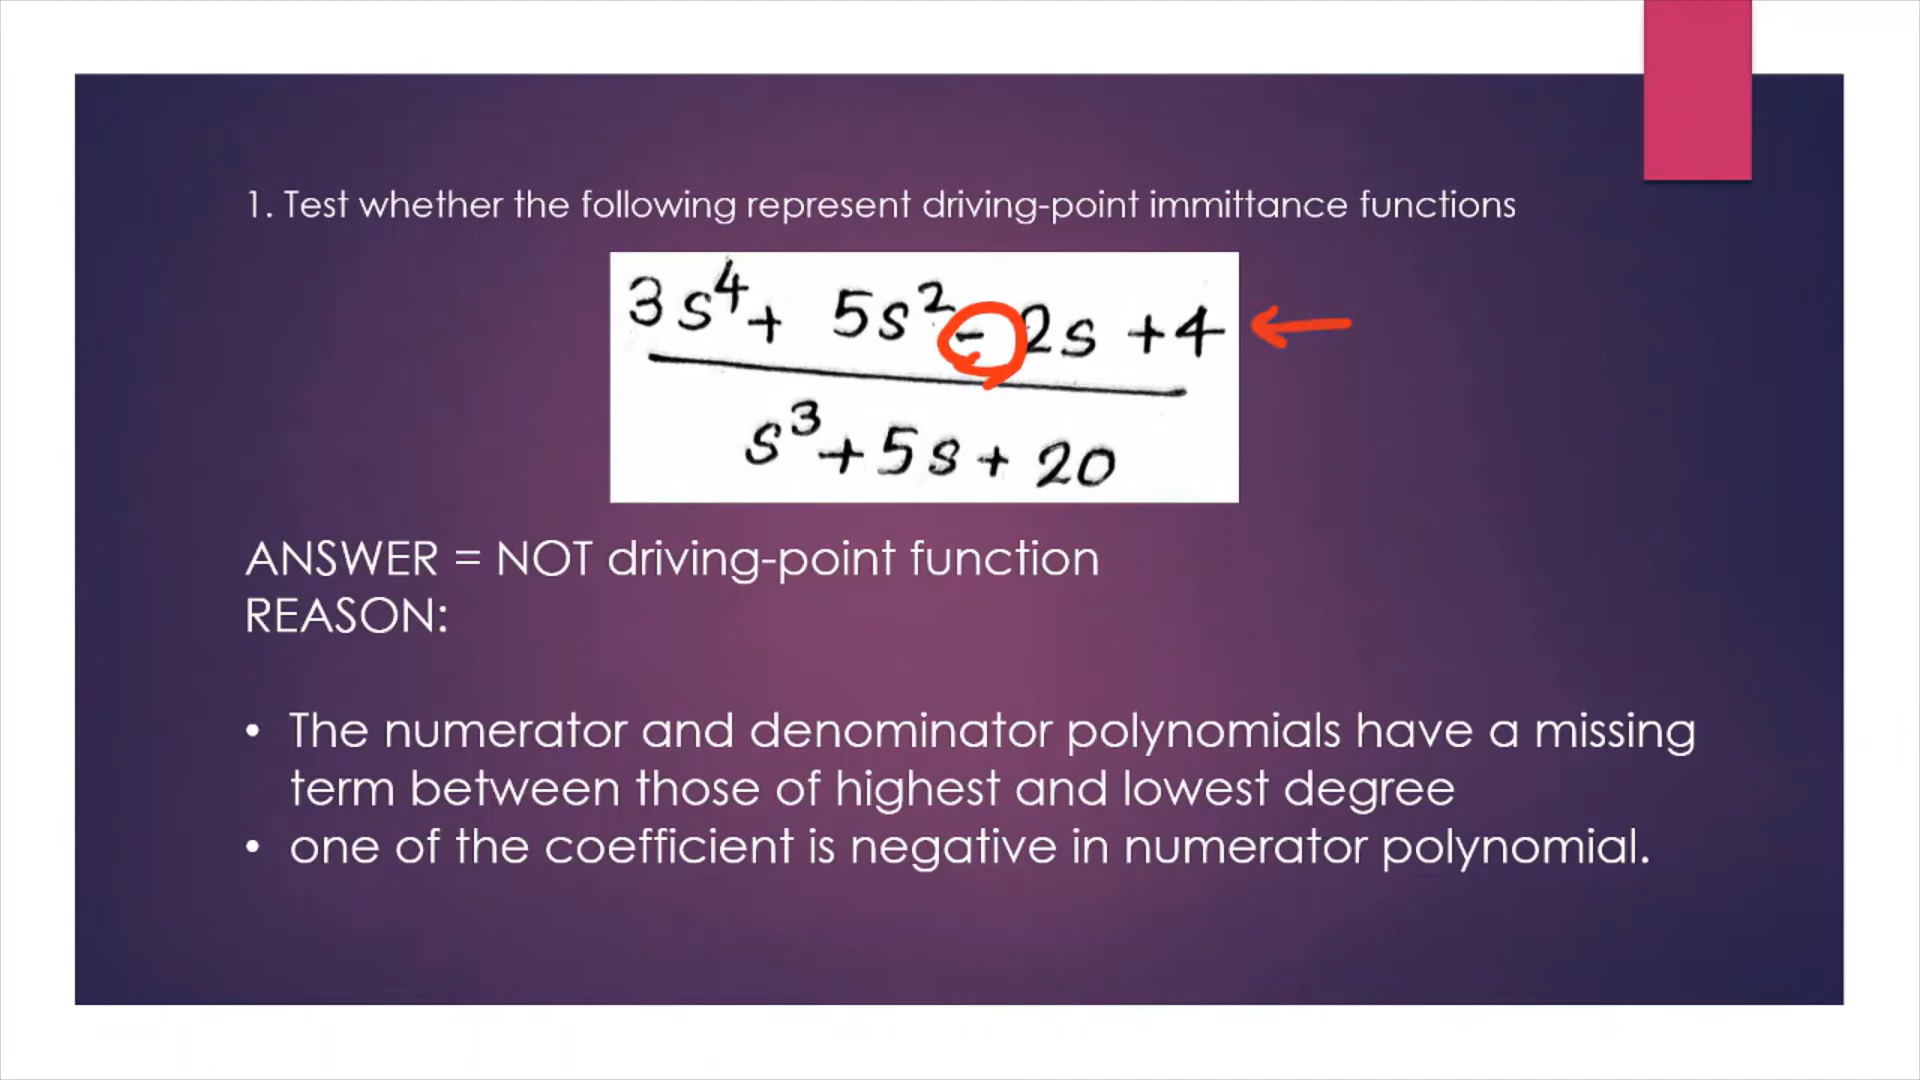 1. Test whether the following represent driving-point immittance functions
3s⁴ + 5s² - 2s + 4
s³ + 5s + 20
ANSWER = NOT driving-point function
REASON:
• The numerator and denominator polynomials have a missing
term between those of highest and lowest degree
• one of the coefficient is negative in numerator polynomial.